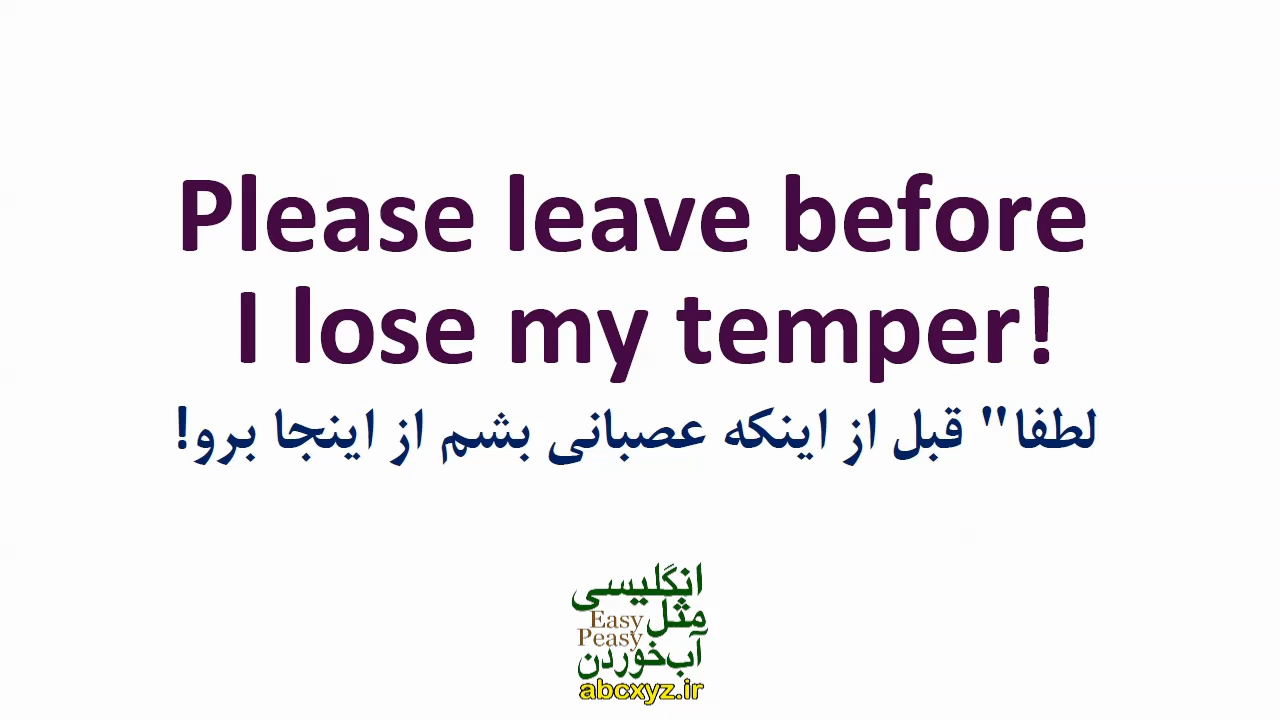 Please leave before
I lose my temper!
لطفا" قبل از اینکه عصبانی بشم از اینجا برو!
انگلیسی
مثل
Easy
Peasy
آب‌خوردن
abcxyz.ir